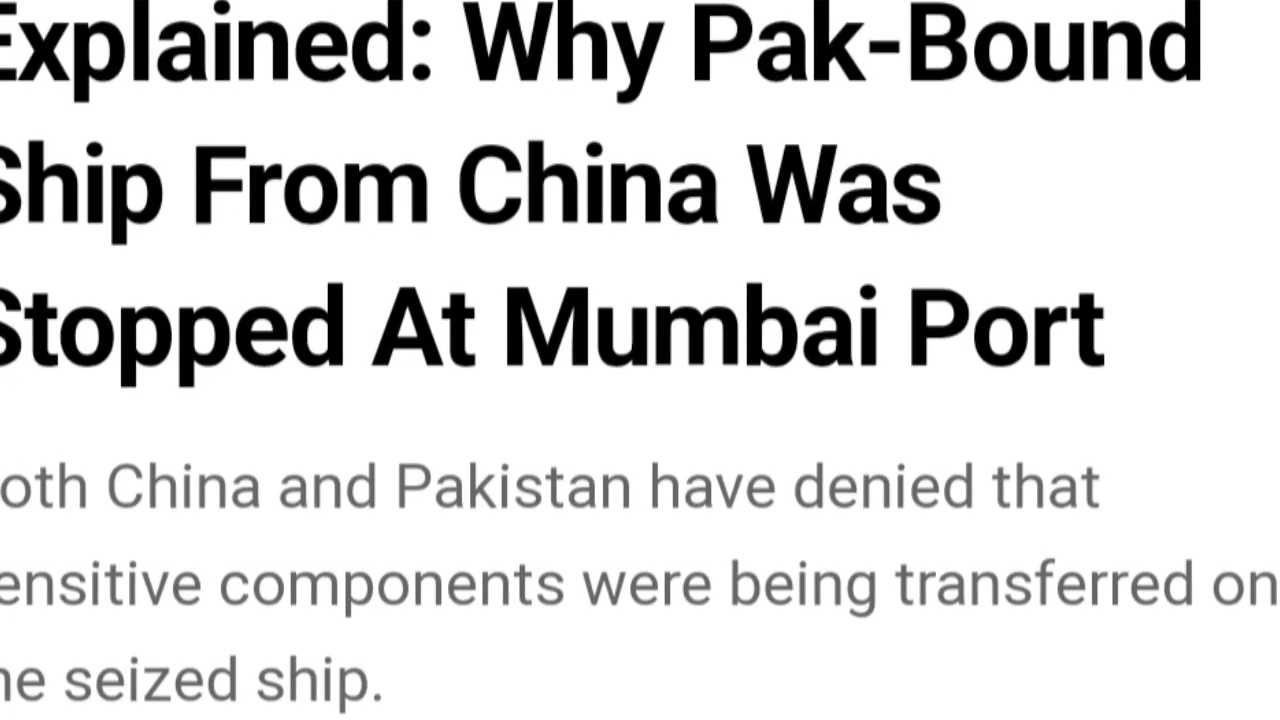 Explained: Why Pak-Bound
Ship From China Was
Stopped At Mumbai Port
oth China and Pakistan have denied that
ensitive components were being transferred on
he seized ship.